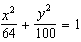 x²/64 + y²/100 = 1